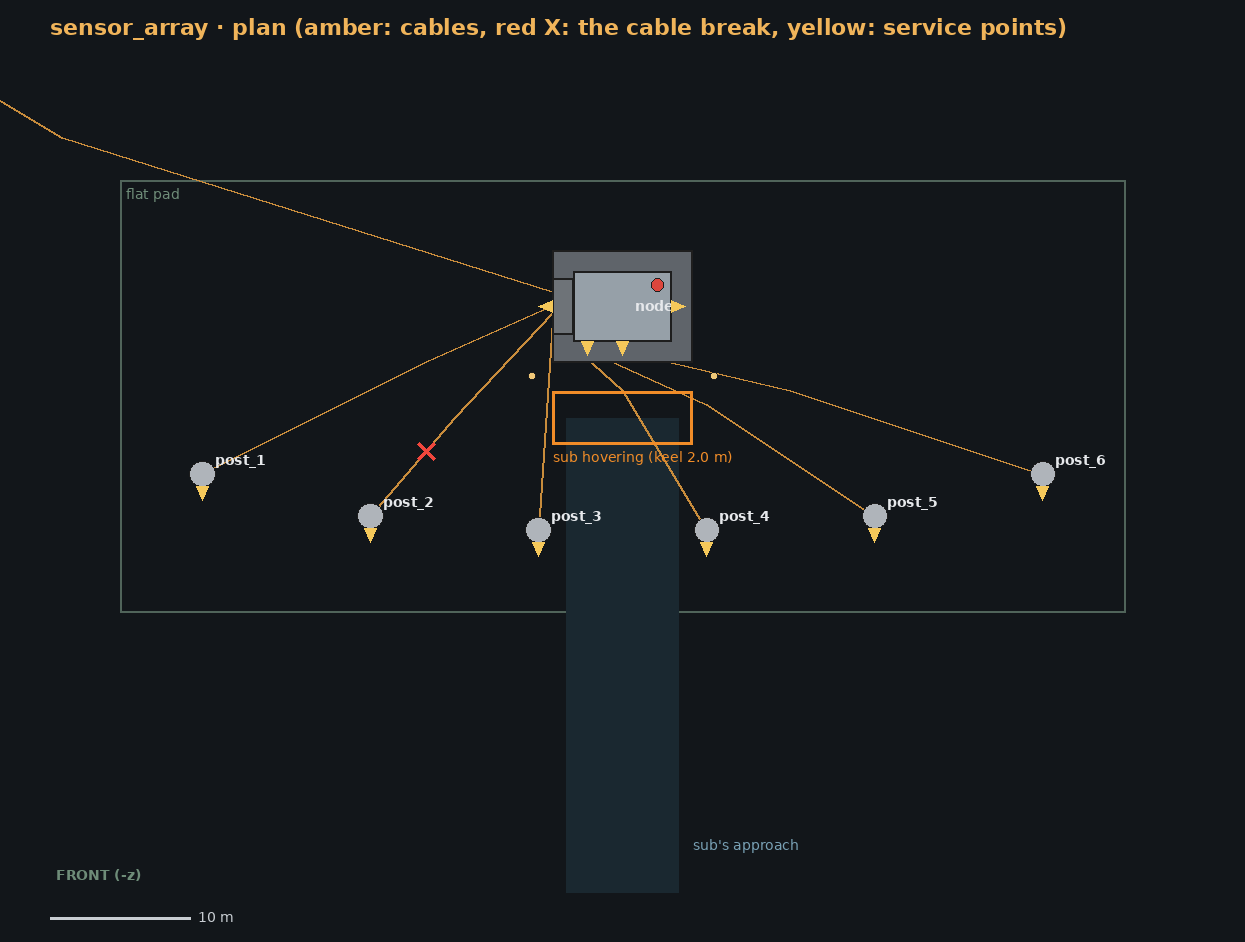 sensor_array · plan (amber: cables, red X: the cable break, yellow: service points)
flat pad
node
sub hovering (keel 2.0 m)
post_1
post_6
post_2
post_5
post_3
post_4
sub's approach
FRONT (-z)
10 m